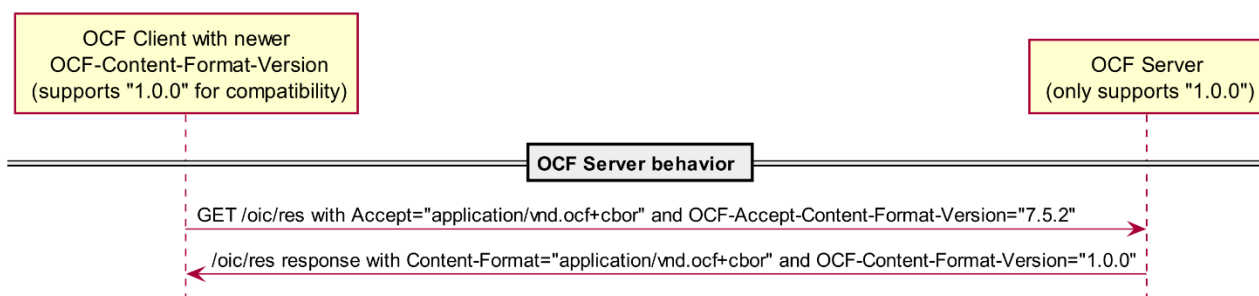 OCF Client with newer
OCF-Content-Format-Version
(supports "1.0.0" for compatibility)
OCF Server
(only supports "1.0.0")
OCF Server behavior
GET /oic/res with Accept="application/vnd.ocf+cbor" and OCF-Accept-Content-Format-Version="7.5.2"
/oic/res response with Content-Format="application/vnd.ocf+cbor" and OCF-Content-Format-Version="1.0.0"